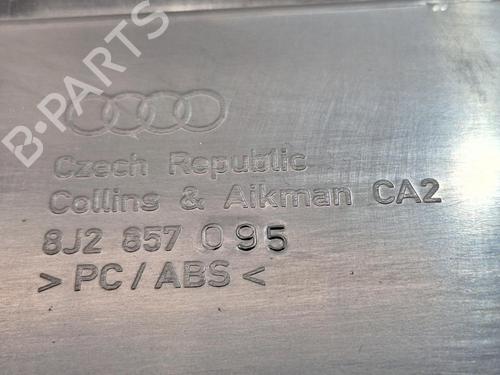 B-PARTS
Czech Republic
Collins & Aikman CA2
8J2 857 095
> PC / ABS <